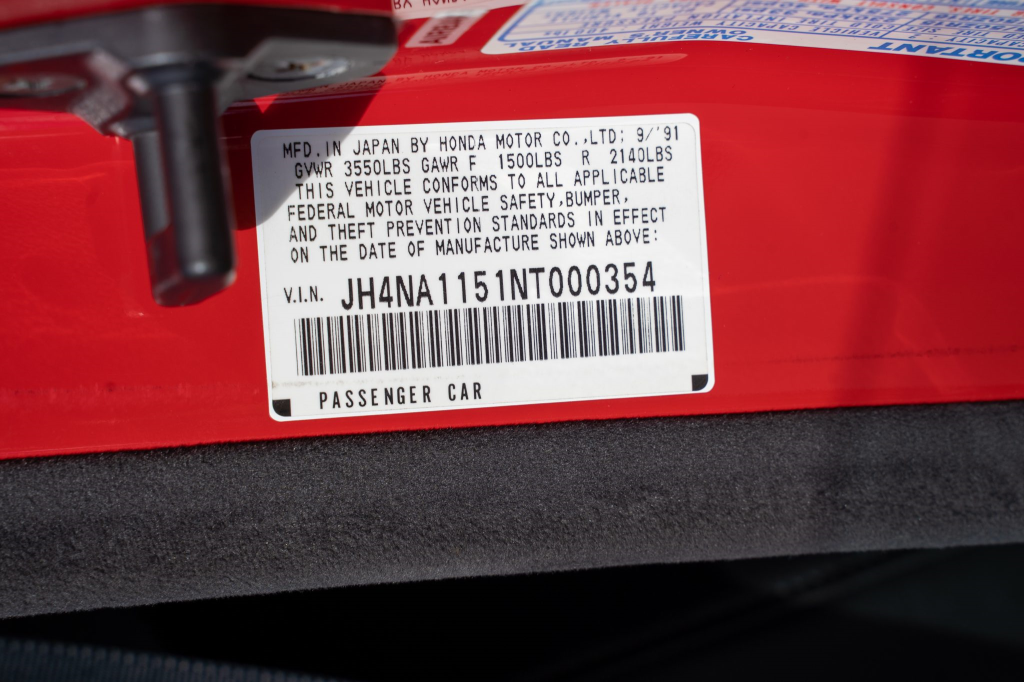 MFD.IN JAPAN BY HONDA MOTOR CO.,LTD; 9/'91
GVWR 3550LBS GAWR F 1500LBS R 2140LBS
THIS VEHICLE CONFORMS TO ALL APPLICABLE
FEDERAL MOTOR VEHICLE SAFETY,BUMPER,
AND THEFT PREVENTION STANDARDS IN EFFECT
ON THE DATE OF MANUFACTURE SHOWN ABOVE:
V.I.N. JH4NA1151NT000354
PASSENGER CAR